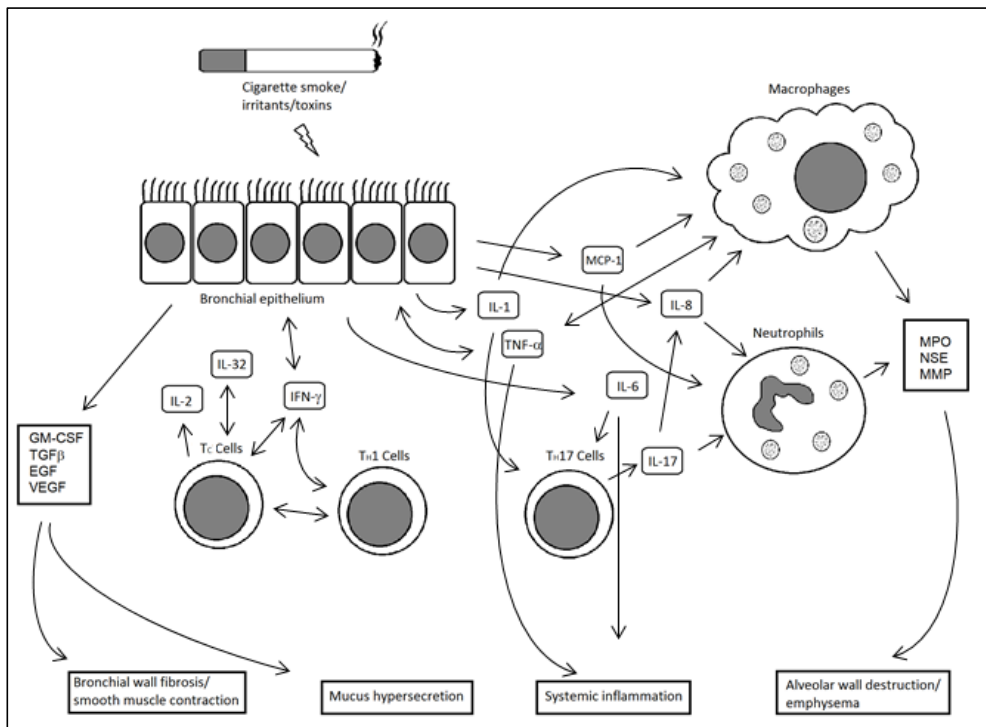 Cigarette smoke/
irritants/toxins
Macrophages
Bronchial epithelium
MCP-1
IL-1
IL-8
TNF-α
Neutrophils
MPO
NSE
MMP
IL-32
IL-2
IFN-γ
IL-6
GM-CSF
TGFβ
EGF
VEGF
Tc Cells
TH1 Cells
TH17 Cells
IL-17
Bronchial wall fibrosis/
smooth muscle contraction
Mucus hypersecretion
Systemic inflammation
Alveolar wall destruction/
emphysema